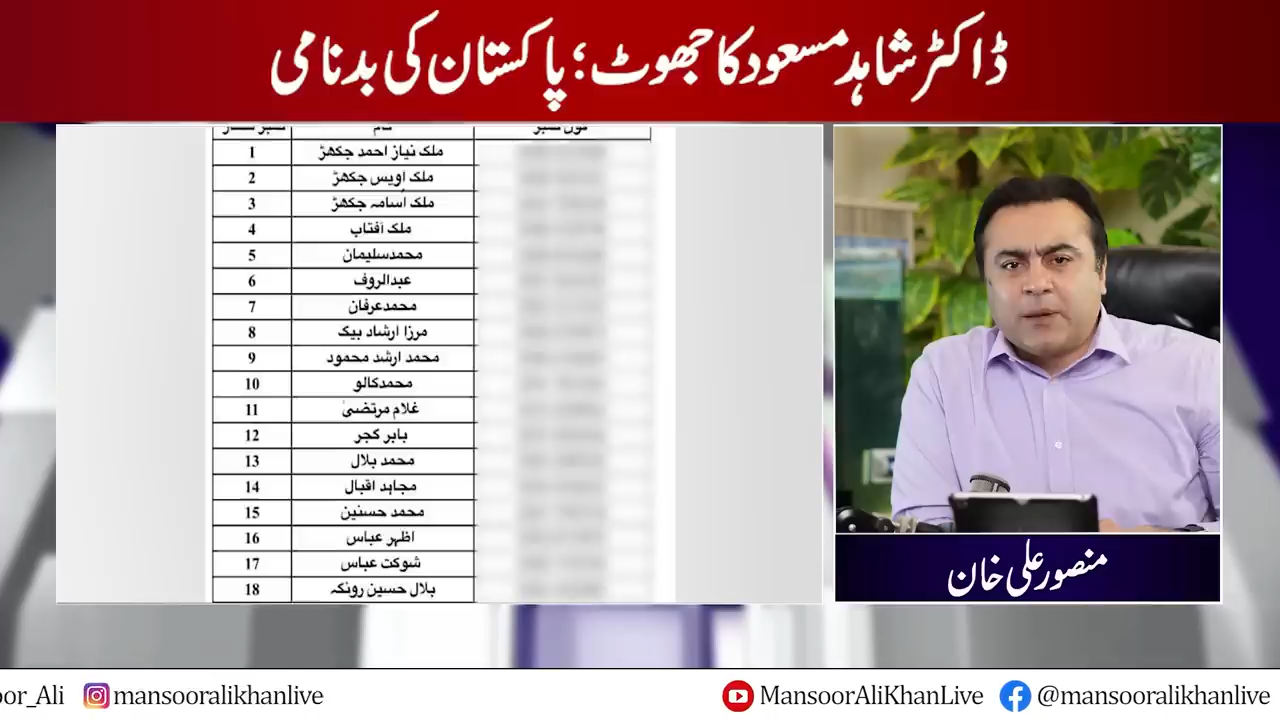 ڈاکٹر شاہد مسعود کا جھوٹ؛ پاکستان کی بدنامی
1 ملک نیاز احمد جکھڑ
2 ملک اویس جکھڑ
3 ملک اُسامہ جکھڑ
4 ملک آفتاب
5 محمدسلیمان
6 عبدالروف
7 محمدعرفان
8 مرزا ارشاد بیک
9 محمد ارشد محمود
10 محمدکالو
11 غلام مرتضیٰ
12 بابر گجر
13 محمد بلال
14 مجاہد اقبال
15 محمد حسنین
16 اظہر عباس
17 شوکت عباس
18 بلال حسین رونگہ
منصور علی خان
oor_Ali mansooralikhanlive MansoorAliKhanLive @mansooralikhanlive